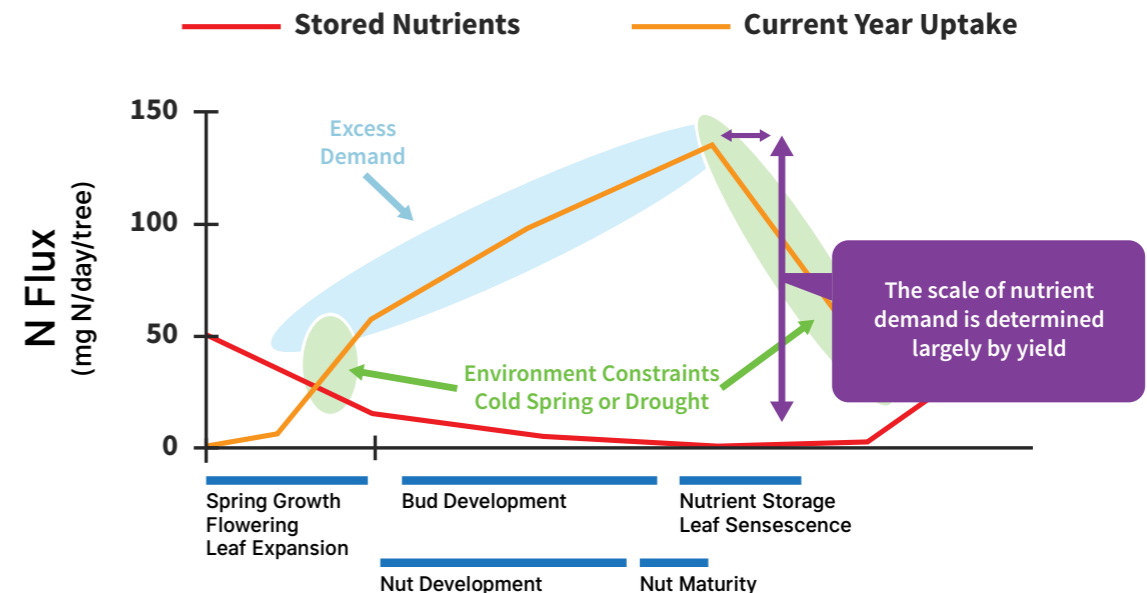 Stored Nutrients
Current Year Uptake
150
100
50
0
N Flux
(mg N/day/tree)
Excess
Demand
Environment Constraints
Cold Spring or Drought
The scale of nutrient
demand is determined
largely by yield
Spring Growth
Flowering
Leaf Expansion
Bud Development
Nutrient Storage
Leaf Sensescence
Nut Development
Nut Maturity